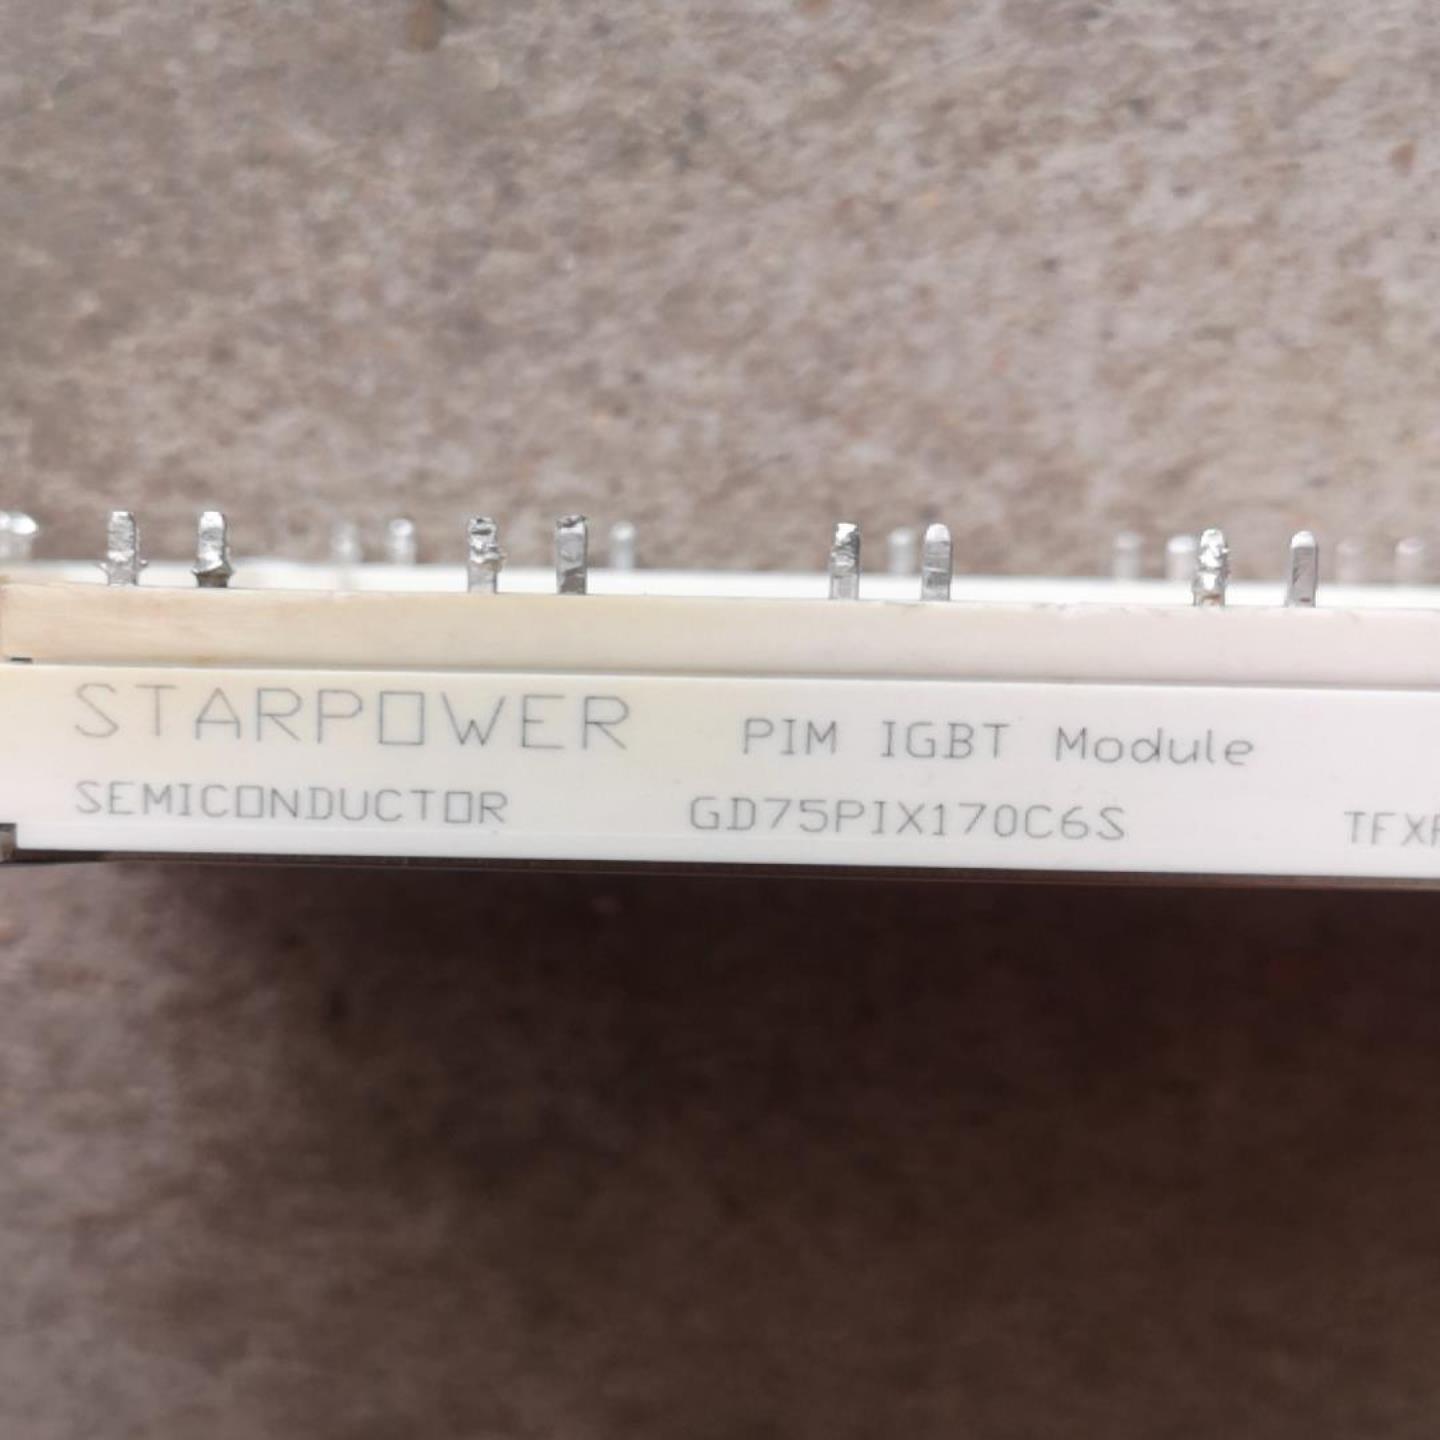 STARPOWER PIM IGBT Module
SEMICONDUCTOR GD75PIX170C6S